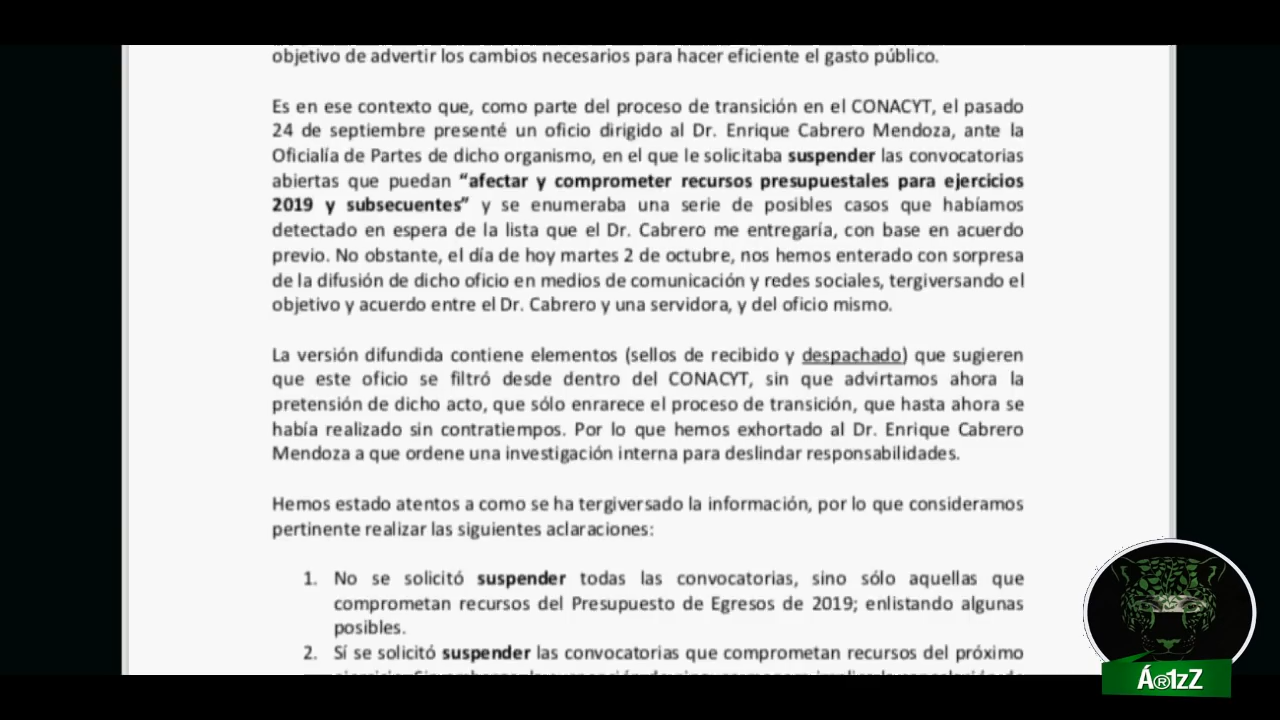 objetivo de advertir los cambios necesarios para hacer eficiente el gasto público.
Es en ese contexto que, como parte del proceso de transición en el CONACYT, el pasado
24 de septiembre presenté un oficio dirigido al Dr. Enrique Cabrero Mendoza, ante la
Oficialía de Partes de dicho organismo, en el que le solicitaba suspender las convocatorias
abiertas que puedan “afectar y comprometer recursos presupuestales para ejercicios
2019 y subsecuentes” y se enumeraba una serie de posibles casos que habíamos
detectado en espera de la lista que el Dr. Cabrero me entregaría, con base en acuerdo
previo. No obstante, el día de hoy martes 2 de octubre, nos hemos enterado con sorpresa
de la difusión de dicho oficio en medios de comunicación y redes sociales, tergiversando el
objetivo y acuerdo entre el Dr. Cabrero y una servidora, y del oficio mismo.
La versión difundida contiene elementos (sellos de recibido y despachado) que sugieren
que este oficio se filtró desde dentro del CONACYT, sin que advirtamos ahora la
pretensión de dicho acto, que sólo enrarece el proceso de transición, que hasta ahora se
había realizado sin contratiempos. Por lo que hemos exhortado al Dr. Enrique Cabrero
Mendoza a que ordene una investigación interna para deslindar responsabilidades.
Hemos estado atentos a como se ha tergiversado la información, por lo que consideramos
pertinente realizar las siguientes aclaraciones:
1. No se solicitó suspender todas las convocatorias, sino sólo aquellas que
comprometan recursos del Presupuesto de Egresos de 2019; enlistando algunas
posibles.
2. Sí se solicitó suspender las convocatorias que comprometan recursos del próximo
Á®1zZ